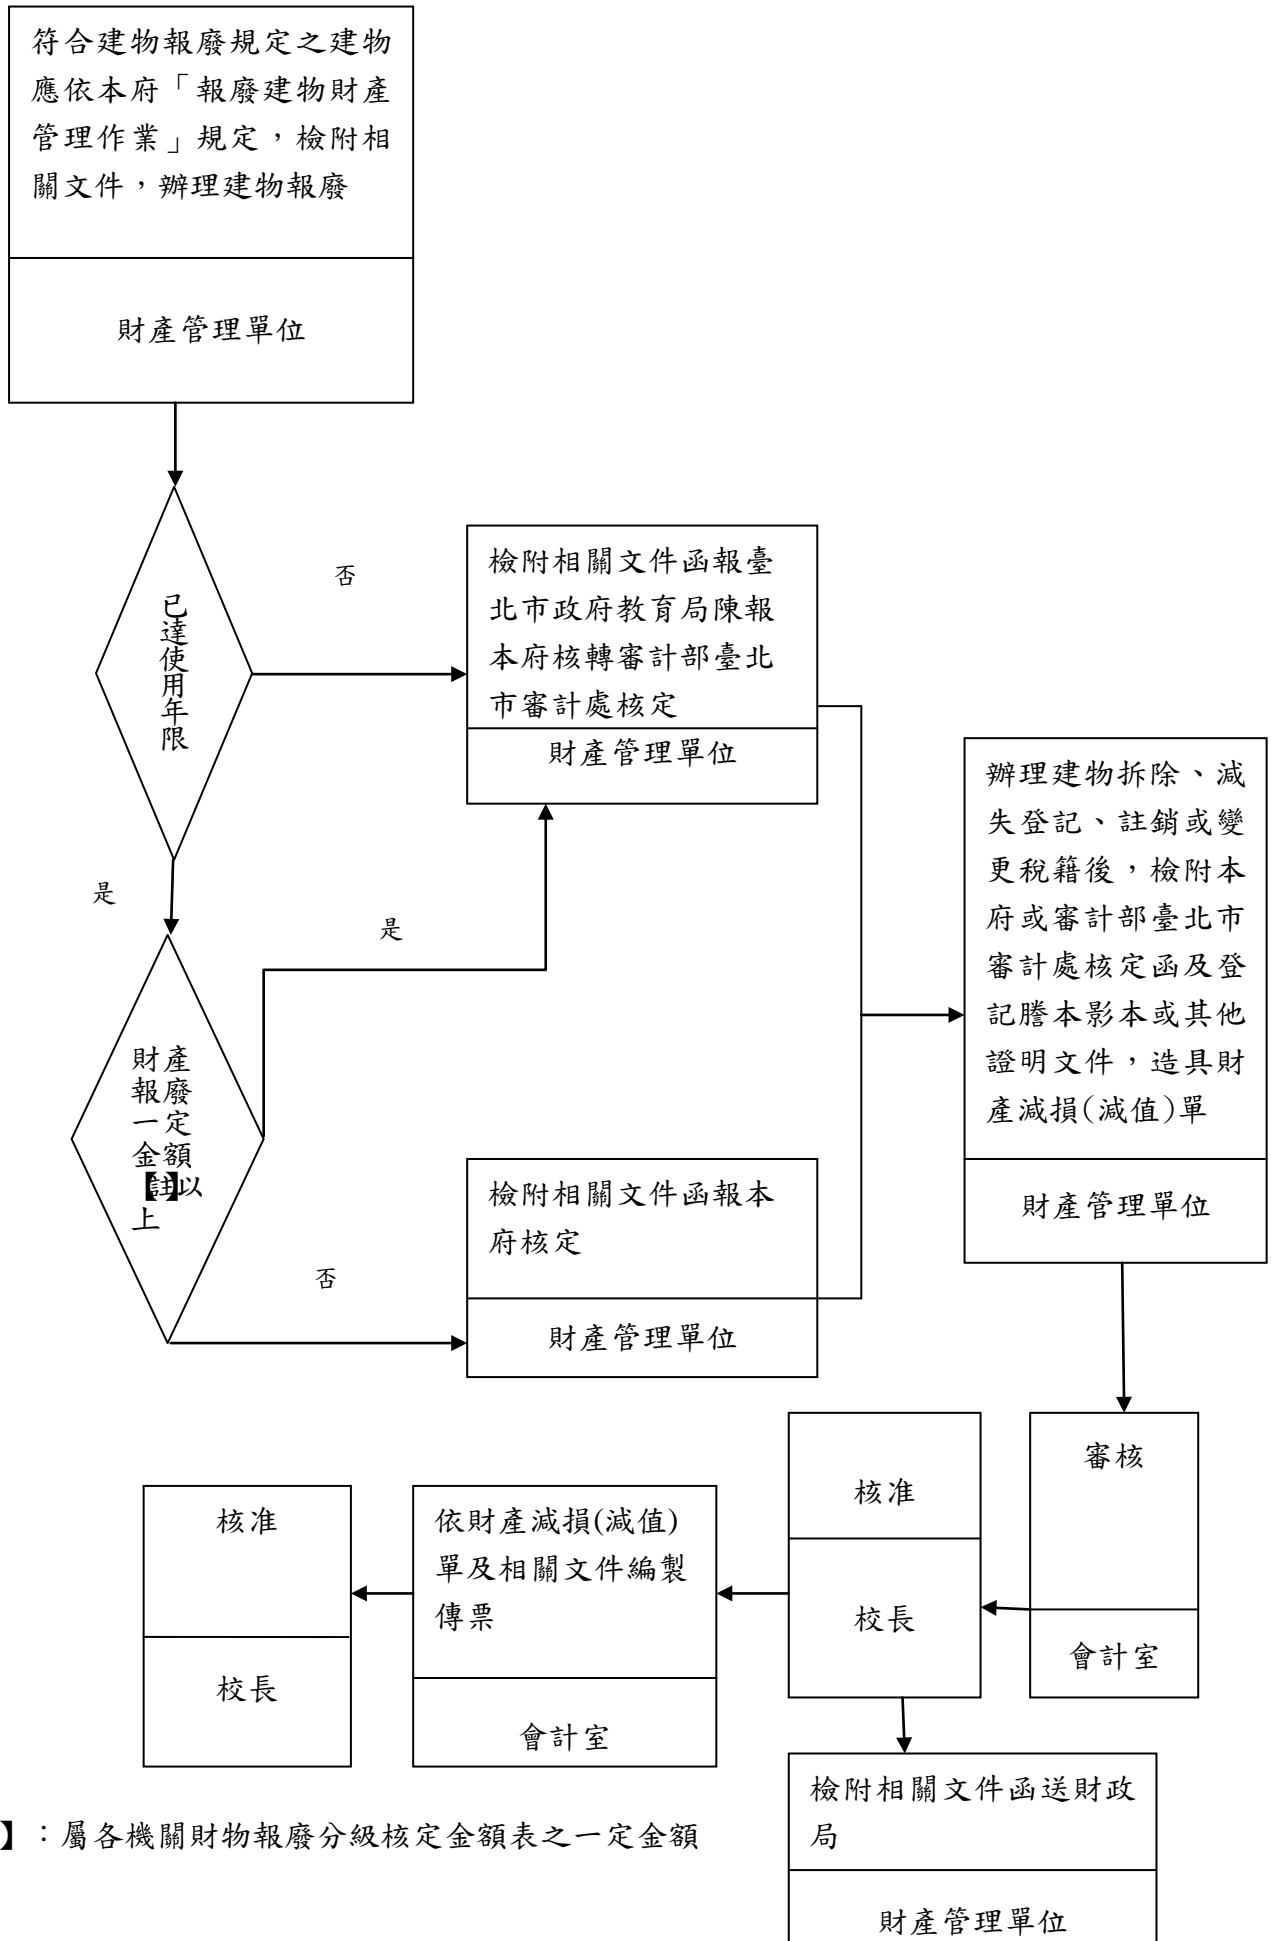 符合建物報廢規定之建物
應依本府「報廢建物財產
管理作業」規定，檢附相
關文件，辦理建物報廢
財產管理單位
已達使用年限
否
檢附相關文件函報臺
北市政府教育局陳報
本府核轉審計部臺北
市審計處核定
財產管理單位
是
是
財產
報廢
一定
金額
【註】以
上
否
檢附相關文件函報本
府核定
財產管理單位
辦理建物拆除、減
失登記、註銷或變
更稅籍後，檢附本
府或審計部臺北市
審計處核定函及登
記謄本影本或其他
證明文件，造具財
產減損(減值)單
財產管理單位
審核
會計室
核准
校長
依財產減損(減值)
單及相關文件編製
傳票
會計室
核准
校長
檢附相關文件函送財政
局
財產管理單位
】：屬各機關財物報廢分級核定金額表之一定金額